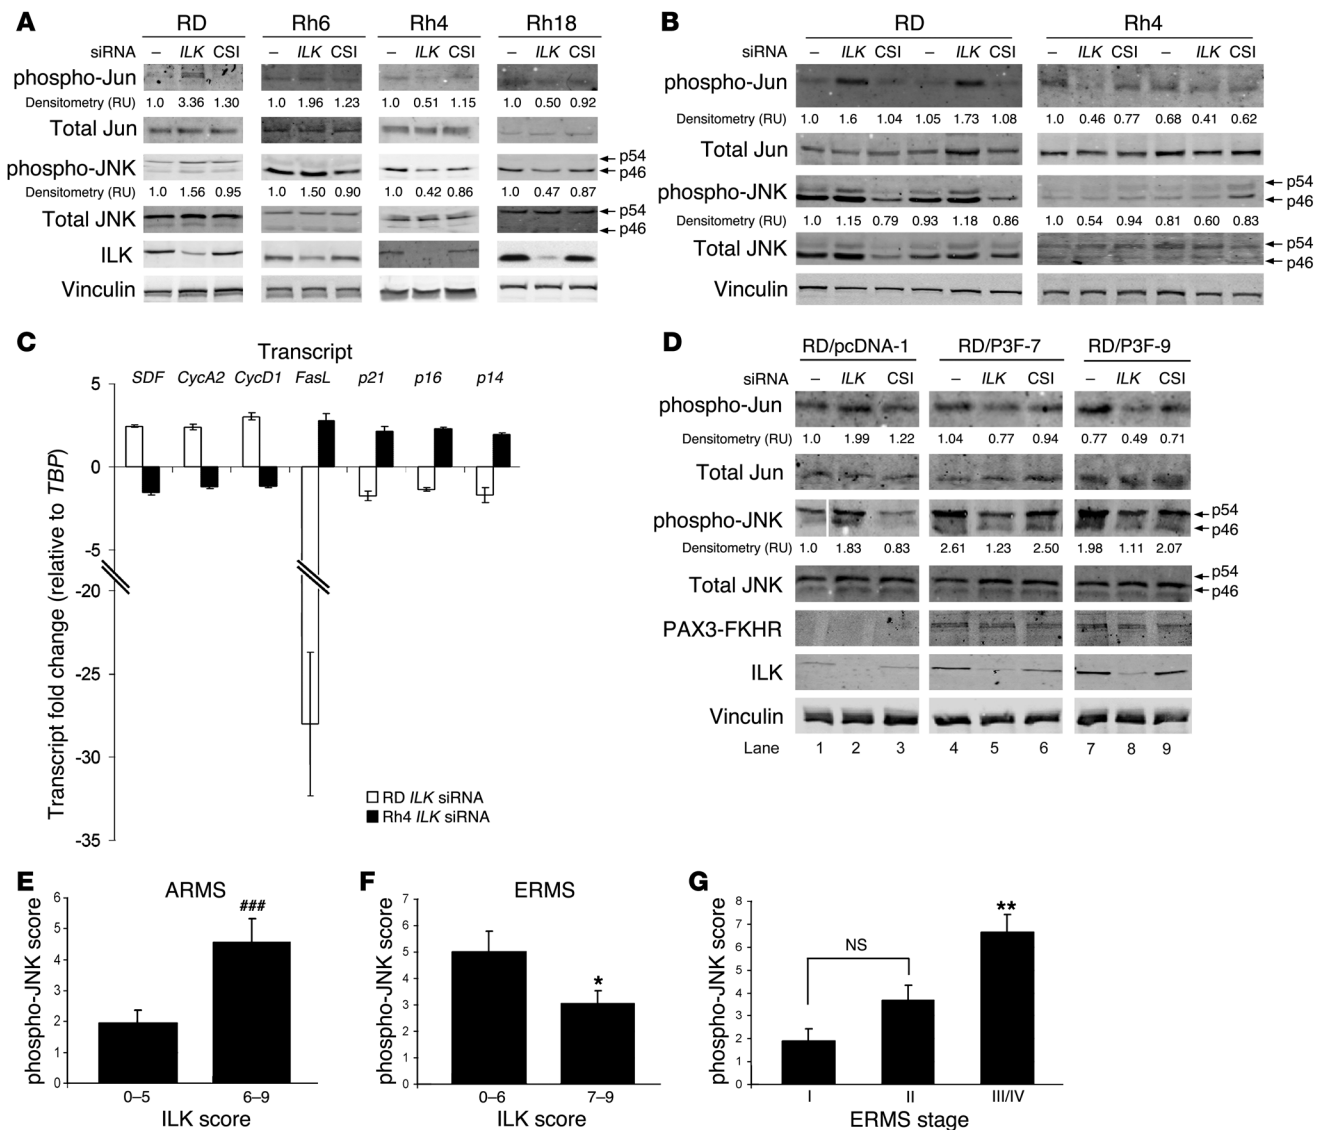 A
RD Rh6 Rh4 Rh18
siRNA – ILK CSI – ILK CSI – ILK CSI – ILK CSI
phospho-Jun
Densitometry (RU) 1.0 3.36 1.30 1.0 1.96 1.23 1.0 0.51 1.15 1.0 0.50 0.92
Total Jun
phospho-JNK p54 p46
Densitometry (RU) 1.0 1.56 0.95 1.0 1.50 0.90 1.0 0.42 0.86 1.0 0.47 0.87
Total JNK p54 p46
ILK
Vinculin
B
RD Rh4
siRNA – ILK CSI – ILK CSI – ILK CSI – ILK CSI
phospho-Jun
Densitometry (RU) 1.0 1.6 1.04 1.05 1.73 1.08 1.0 0.46 0.77 0.68 0.41 0.62
Total Jun
phospho-JNK p54 p46
Densitometry (RU) 1.0 1.15 0.79 0.93 1.18 0.86 1.0 0.54 0.94 0.81 0.60 0.83
Total JNK p54 p46
Vinculin
C
Transcript
SDF CycA2 CycD1 FasL p21 p16 p14
Transcript fold change (relative to TBP)
5
0
-5
-20
-25
-30
-35
RD ILK siRNA
Rh4 ILK siRNA
D
RD/pcDNA-1 RD/P3F-7 RD/P3F-9
siRNA – ILK CSI – ILK CSI – ILK CSI
phospho-Jun
Densitometry (RU) 1.0 1.99 1.22 1.04 0.77 0.94 0.77 0.49 0.71
Total Jun
phospho-JNK p54 p46
Densitometry (RU) 1.0 1.83 0.83 2.61 1.23 2.50 1.98 1.11 2.07
Total JNK p54 p46
PAX3-FKHR
ILK
Vinculin
Lane 1 2 3 4 5 6 7 8 9
E
ARMS
phospho-JNK score
6
5
4
3
2
1
0
###
0–5 6–9
ILK score
F
ERMS
phospho-JNK score
7
6
5
4
3
2
1
0
*
0–6 7–9
ILK score
G
phospho-JNK score
8
7
6
5
4
3
2
1
0
NS
**
I II III/IV
ERMS stage